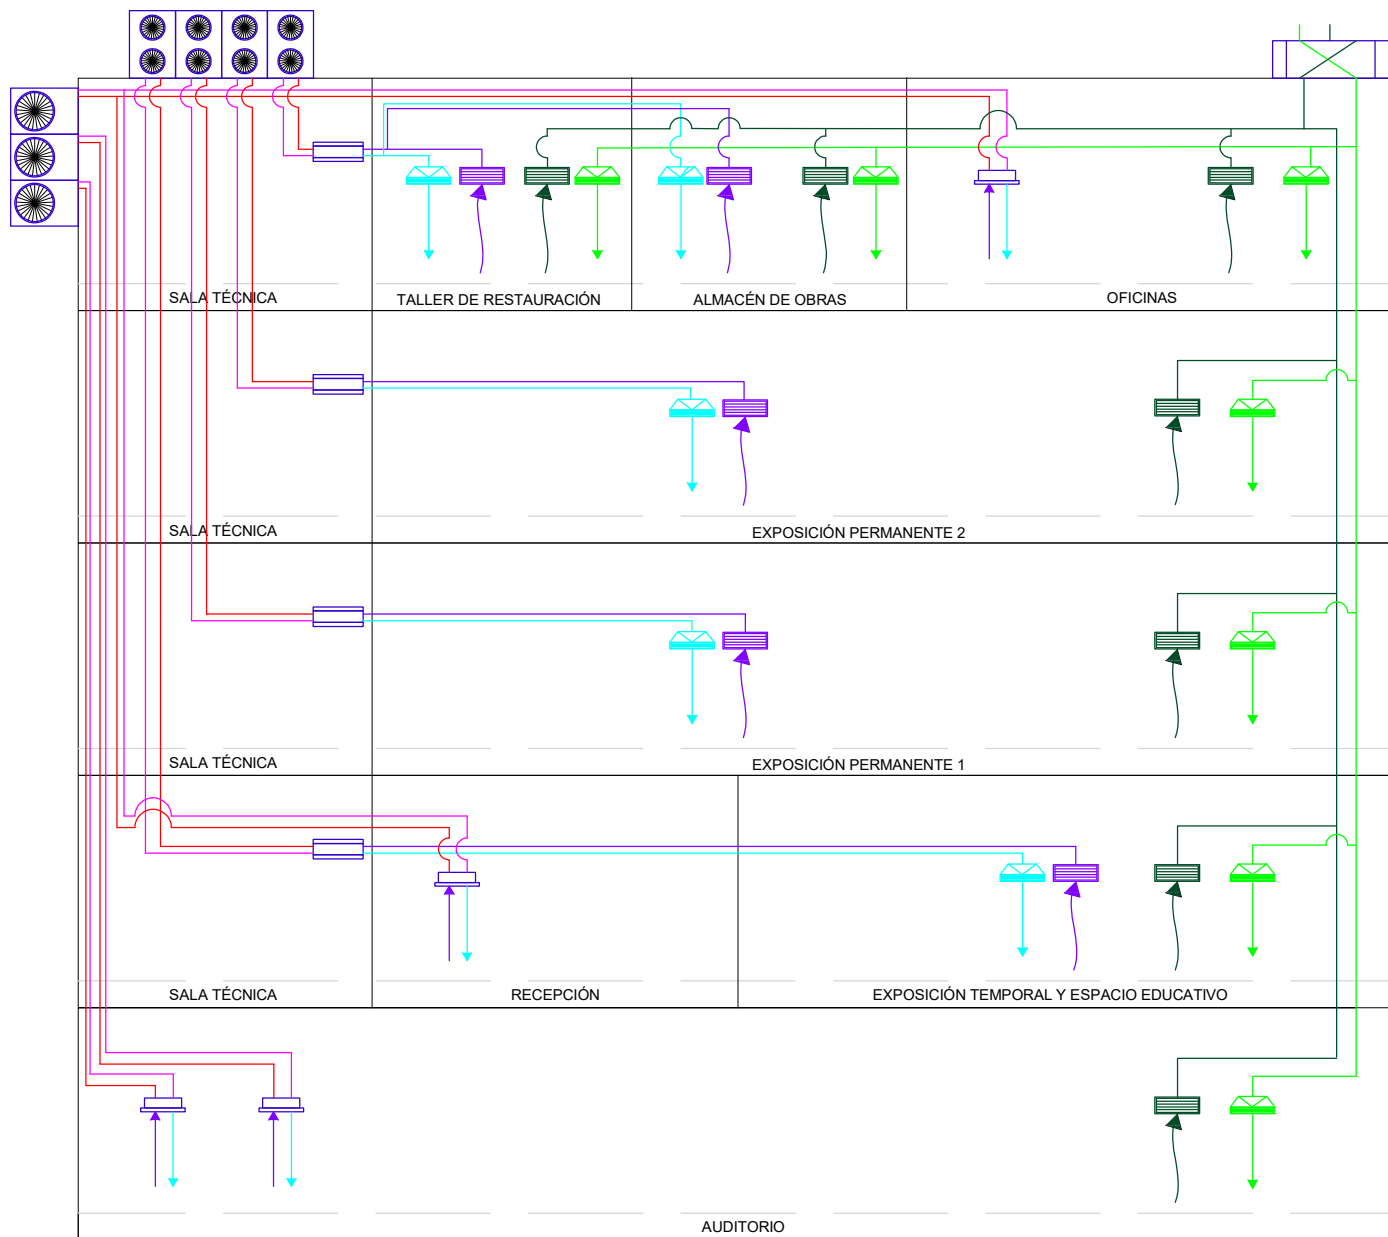 SALA TÉCNICA
TALLER DE RESTAURACIÓN
ALMACÉN DE OBRAS
OFICINAS
SALA TÉCNICA
EXPOSICIÓN PERMANENTE 2
SALA TÉCNICA
EXPOSICIÓN PERMANENTE 1
SALA TÉCNICA
RECEPCIÓN
EXPOSICIÓN TEMPORAL Y ESPACIO EDUCATIVO
AUDITORIO